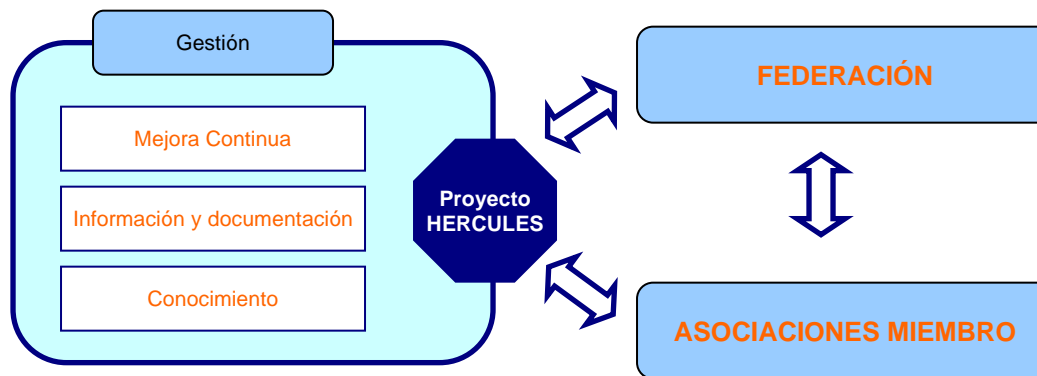 Gestión
Mejora Continua
Información y documentación
Conocimiento
Proyecto
HERCULES
FEDERACIÓN
ASOCIACIONES MIEMBRO